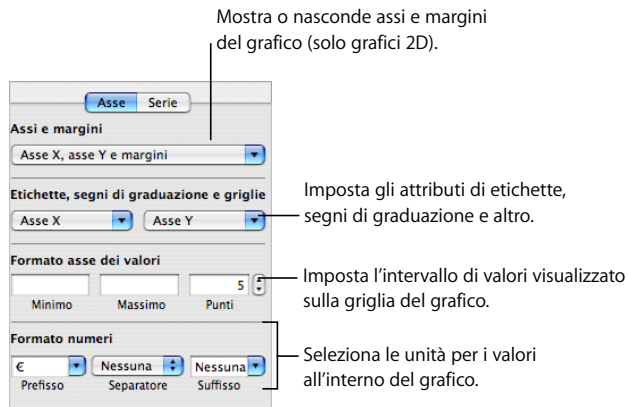 Mostra o nasconde assi e margini
del grafico (solo grafici 2D).
Asse Serie
Assi e margini
Asse X, asse Y e margini
Etichette, segni di graduazione e griglie
Asse X Asse Y
Imposta gli attributi di etichette,
segni di graduazione e altro.
Formato asse dei valori
5
Minimo Massimo Punti
Imposta l'intervallo di valori visualizzato
sulla griglia del grafico.
Formato numeri
€ Nessuna Nessuna
Prefisso Separatore Suffisso
Seleziona le unità per i valori
all'interno del grafico.